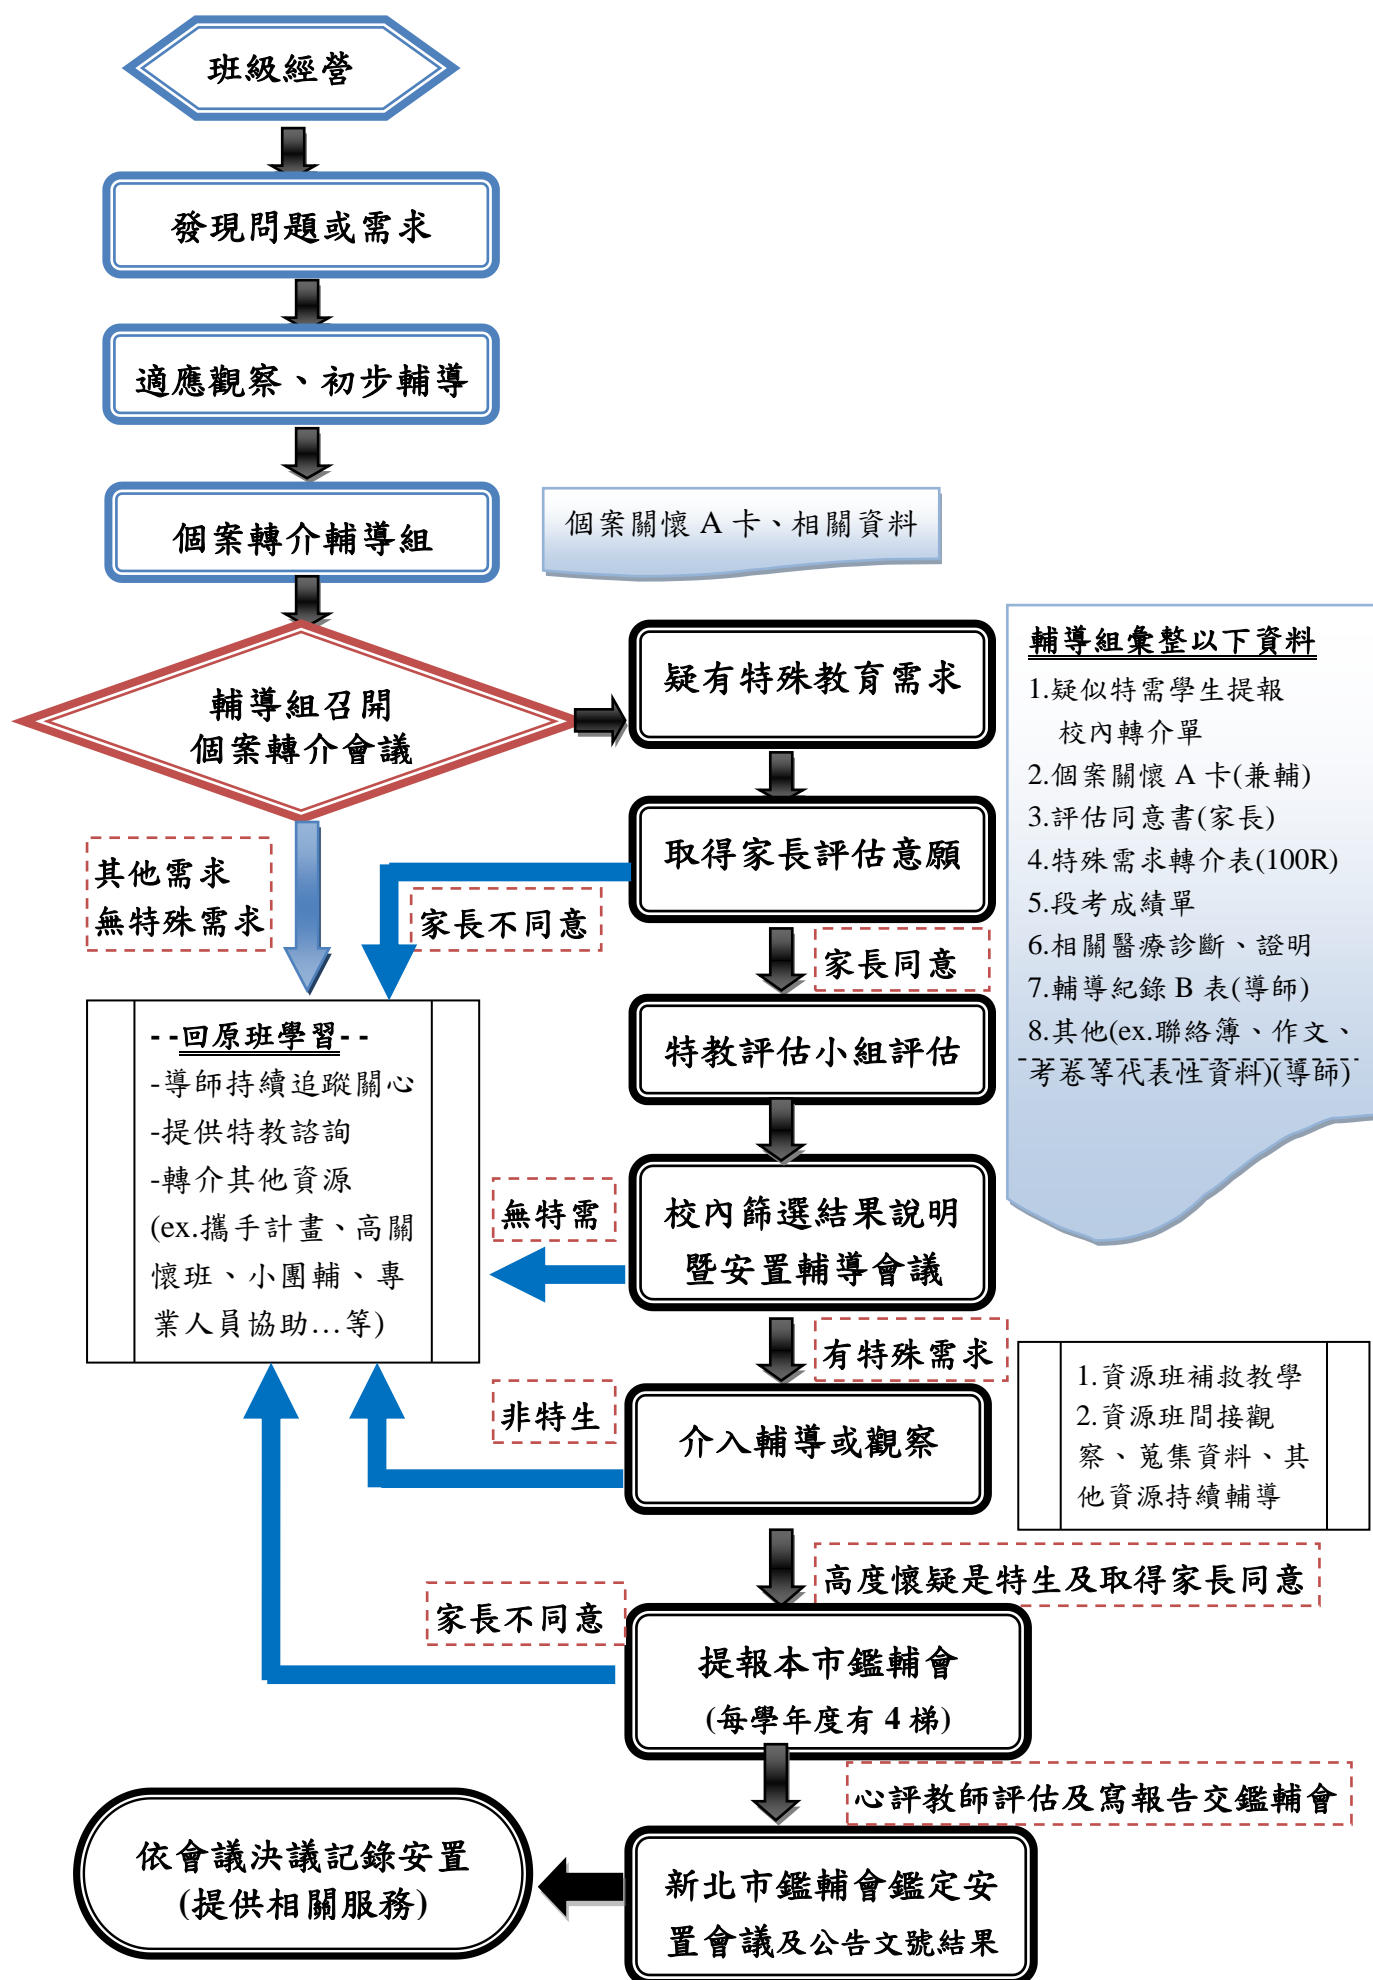 班級經營
發現問題或需求
適應觀察、初步輔導
個案轉介輔導組
個案關懷 A 卡、相關資料
輔導組召開
個案轉介會議
疑有特殊教育需求
輔導組彙整以下資料
1.疑似特需學生提報
校內轉介單
2.個案關懷 A 卡(兼輔)
3.評估同意書(家長)
4.特殊需求轉介表(100R)
5.段考成績單
6.相關醫療診斷、證明
7.輔導紀錄 B 表(導師)
8.其他(ex.聯絡簿、作文、
考卷等代表性資料)(導師)
取得家長評估意願
其他需求
無特殊需求
家長不同意
家長同意
特教評估小組評估
--回原班學習--
-導師持續追蹤關心
-提供特教諮詢
-轉介其他資源
(ex.攜手計畫、高關
懷班、小團輔、專
業人員協助…等)
無特需
校內篩選結果說明
暨安置輔導會議
有特殊需求
非特生
介入輔導或觀察
1.資源班補救教學
2.資源班間接觀
察、蒐集資料、其
他資源持續輔導
高度懷疑是特生及取得家長同意
家長不同意
提報本市鑑輔會
(每學年度有 4 梯)
心評教師評估及寫報告交鑑輔會
依會議決議記錄安置
(提供相關服務)
新北市鑑輔會鑑定安
置會議及公告文號結果